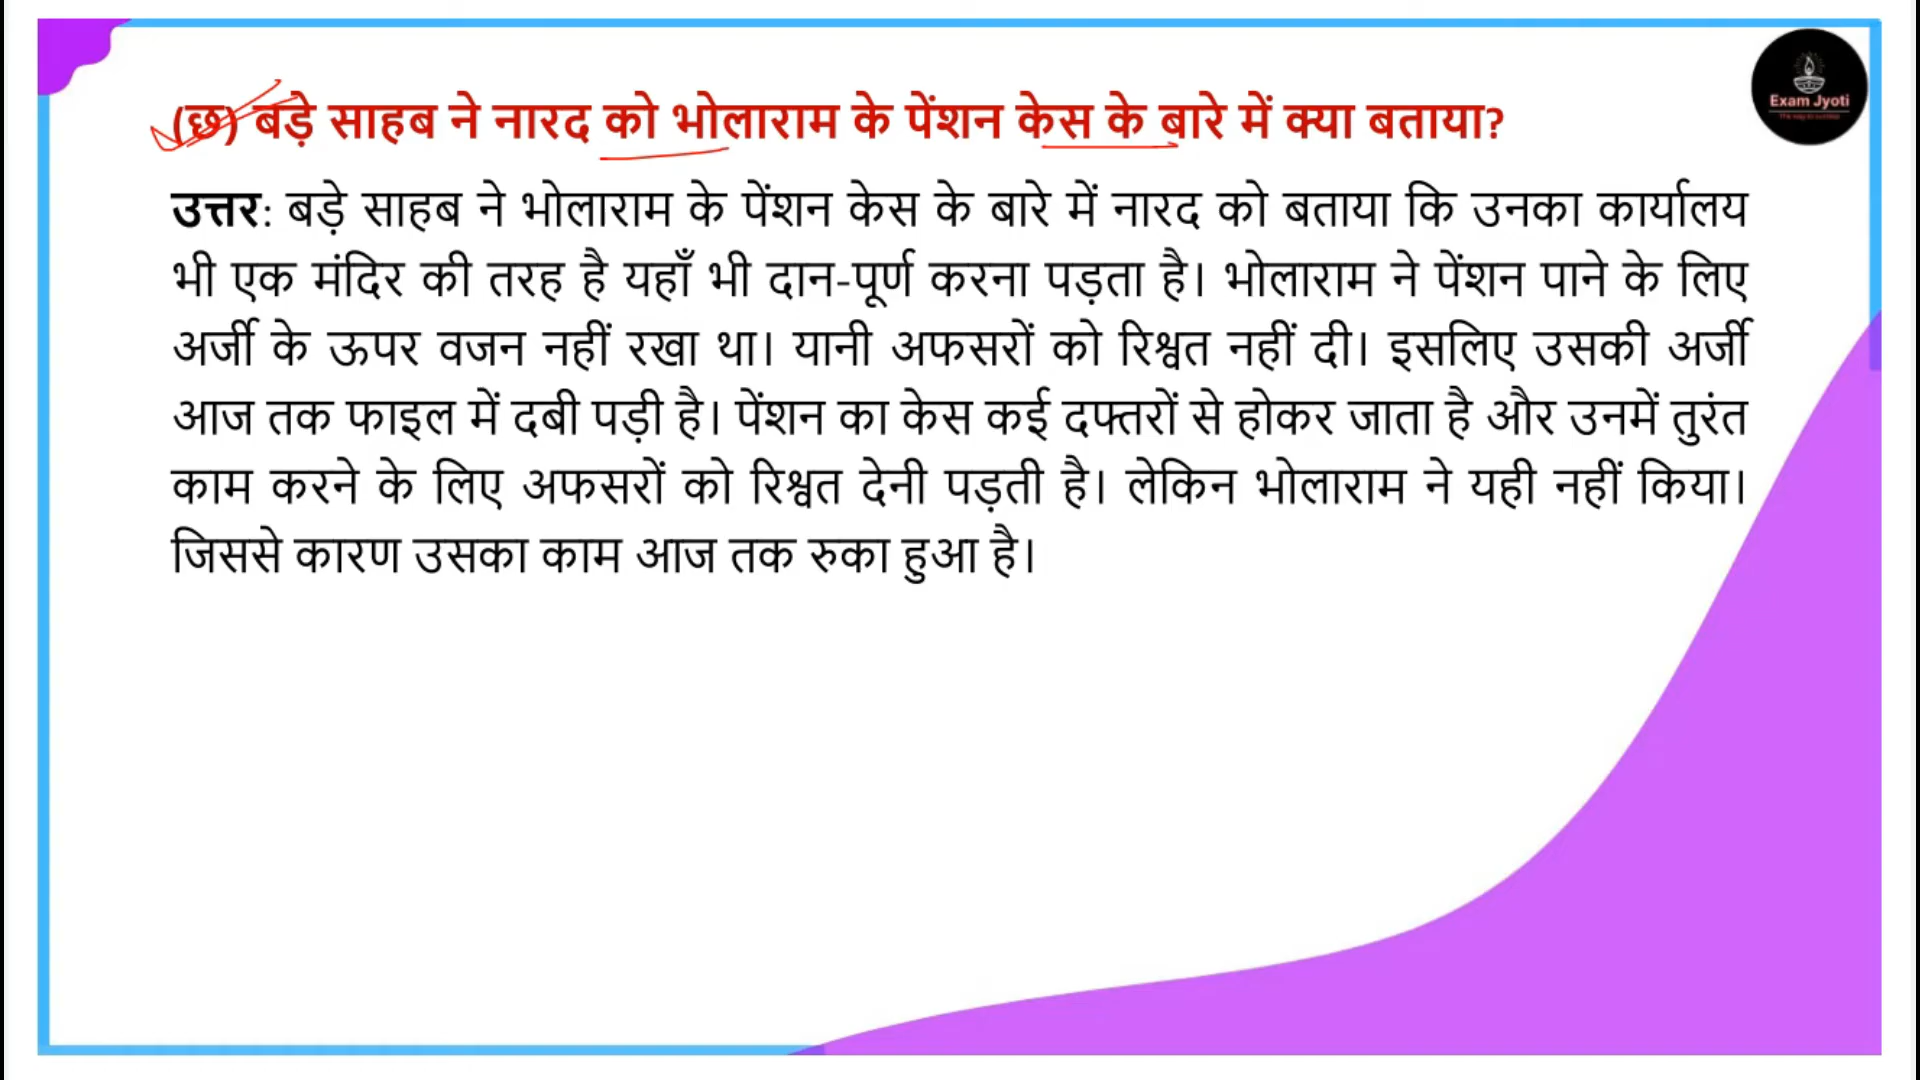 (छ) बड़े साहब ने नारद को भोलाराम के पेंशन केस के बारे में क्या बताया?
Exam Jyoti
उत्तर: बड़े साहब ने भोलाराम के पेंशन केस के बारे में नारद को बताया कि उनका कार्यालय
भी एक मंदिर की तरह है यहाँ भी दान-पूर्ण करना पड़ता है। भोलाराम ने पेंशन पाने के लिए
अर्जी के ऊपर वजन नहीं रखा था। यानी अफसरों को रिश्वत नहीं दी। इसलिए उसकी अर्जी
आज तक फाइल में दबी पड़ी है। पेंशन का केस कई दफ्तरों से होकर जाता है और उनमें तुरंत
काम करने के लिए अफसरों को रिश्वत देनी पड़ती है। लेकिन भोलाराम ने यही नहीं किया।
जिससे कारण उसका काम आज तक रुका हुआ है।